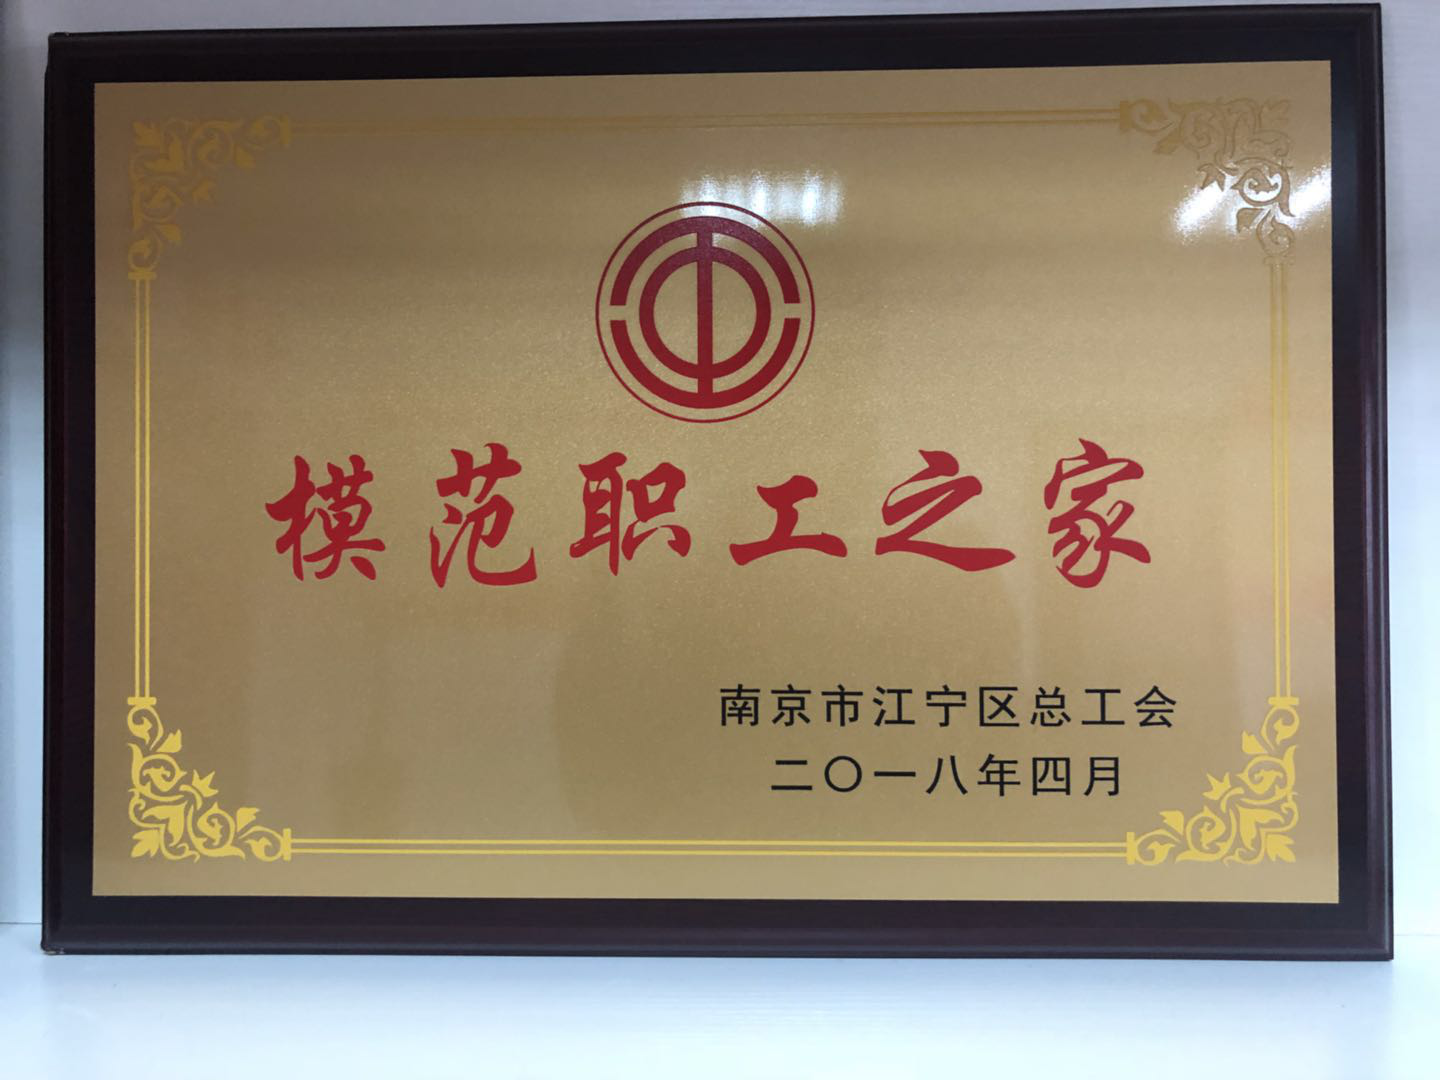 模范职工之家
南京市江宁区总工会
二〇一八年四月